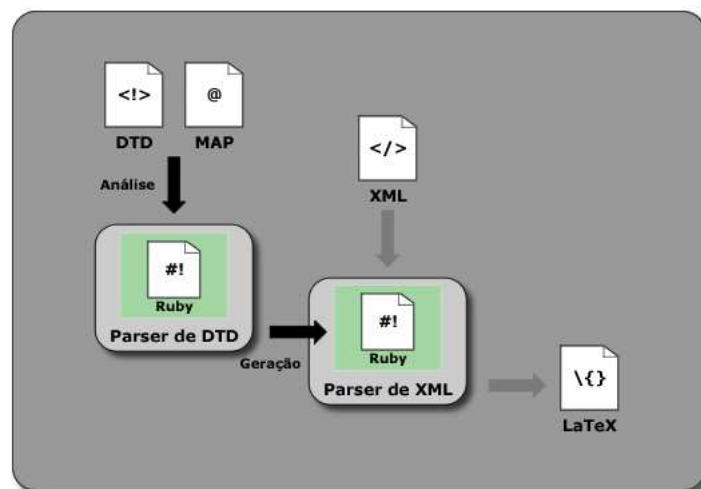 <!>
DTD
@
MAP
</>
XML
Análise
#!
Ruby
Parser de DTD
Geração
#!
Ruby
Parser de XML
\{}
LaTeX